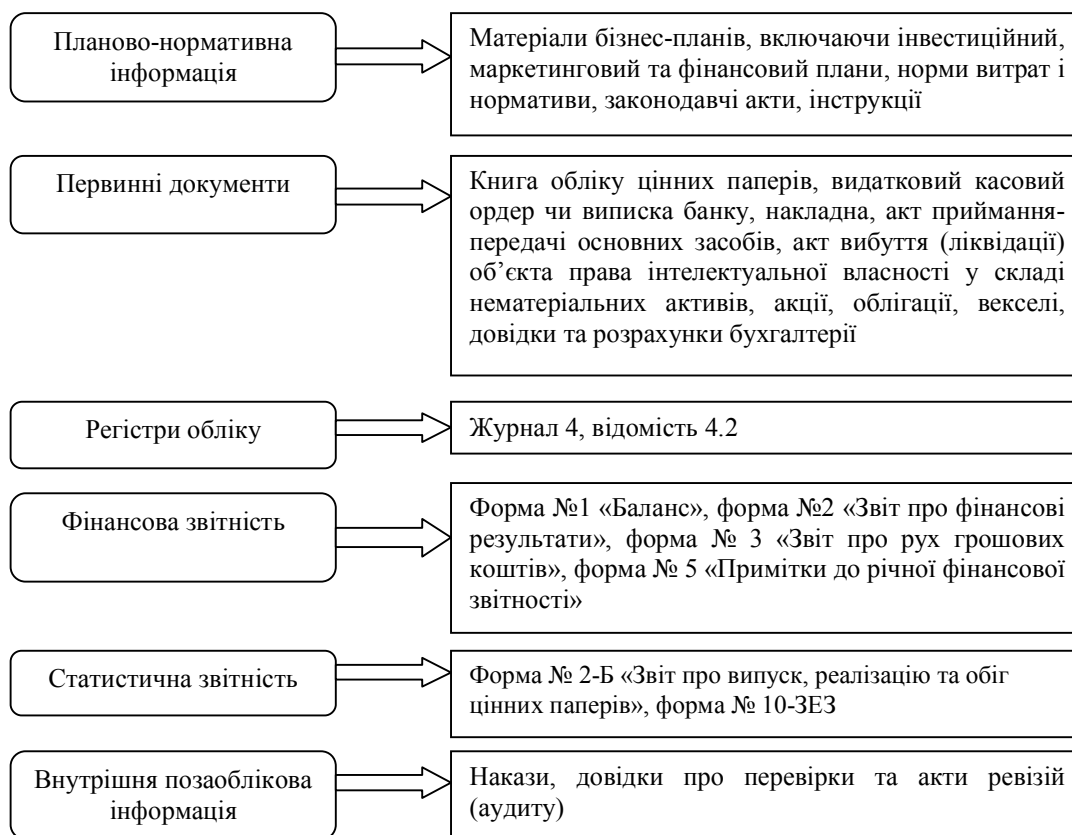 Планово-нормативна
інформація
Матеріали бізнес-планів, включаючи інвестиційний,
маркетинговий та фінансовий плани, норми витрат і
нормативи, законодавчі акти, інструкції
Первинні документи
Книга обліку цінних паперів, видатковий касовий
ордер чи виписка банку, накладна, акт приймання-
передачі основних засобів, акт вибуття (ліквідації)
об’єкта права інтелектуальної власності у складі
нематеріальних активів, акції, облігації, векселі,
довідки та розрахунки бухгалтерії
Регістри обліку
Журнал 4, відомість 4.2
Фінансова звітність
Форма №1 «Баланс», форма №2 «Звіт про фінансові
результати», форма № 3 «Звіт про рух грошових
коштів», форма № 5 «Примітки до річної фінансової
звітності»
Статистична звітність
Форма № 2-Б «Звіт про випуск, реалізацію та обіг
цінних паперів», форма № 10-ЗЕЗ
Внутрішня позаоблікова
інформація
Накази, довідки про перевірки та акти ревізій
(аудиту)